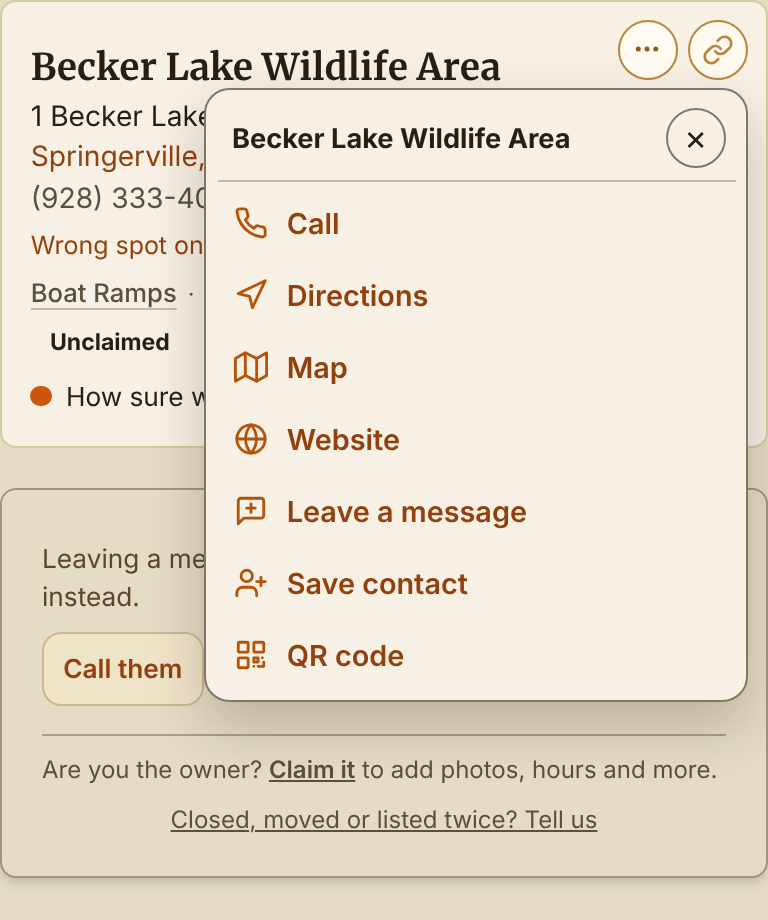 Becker Lake Wildlife Area
1 Becker Lake
Springerville,
(928) 333-40
Wrong spot on
Boat Ramps ·
Unclaimed
How sure w
Becker Lake Wildlife Area
Call
Directions
Map
Website
Leave a message
Save contact
QR code
Leaving a me
instead.
Call them
Are you the owner? Claim it to add photos, hours and more.
Closed, moved or listed twice? Tell us